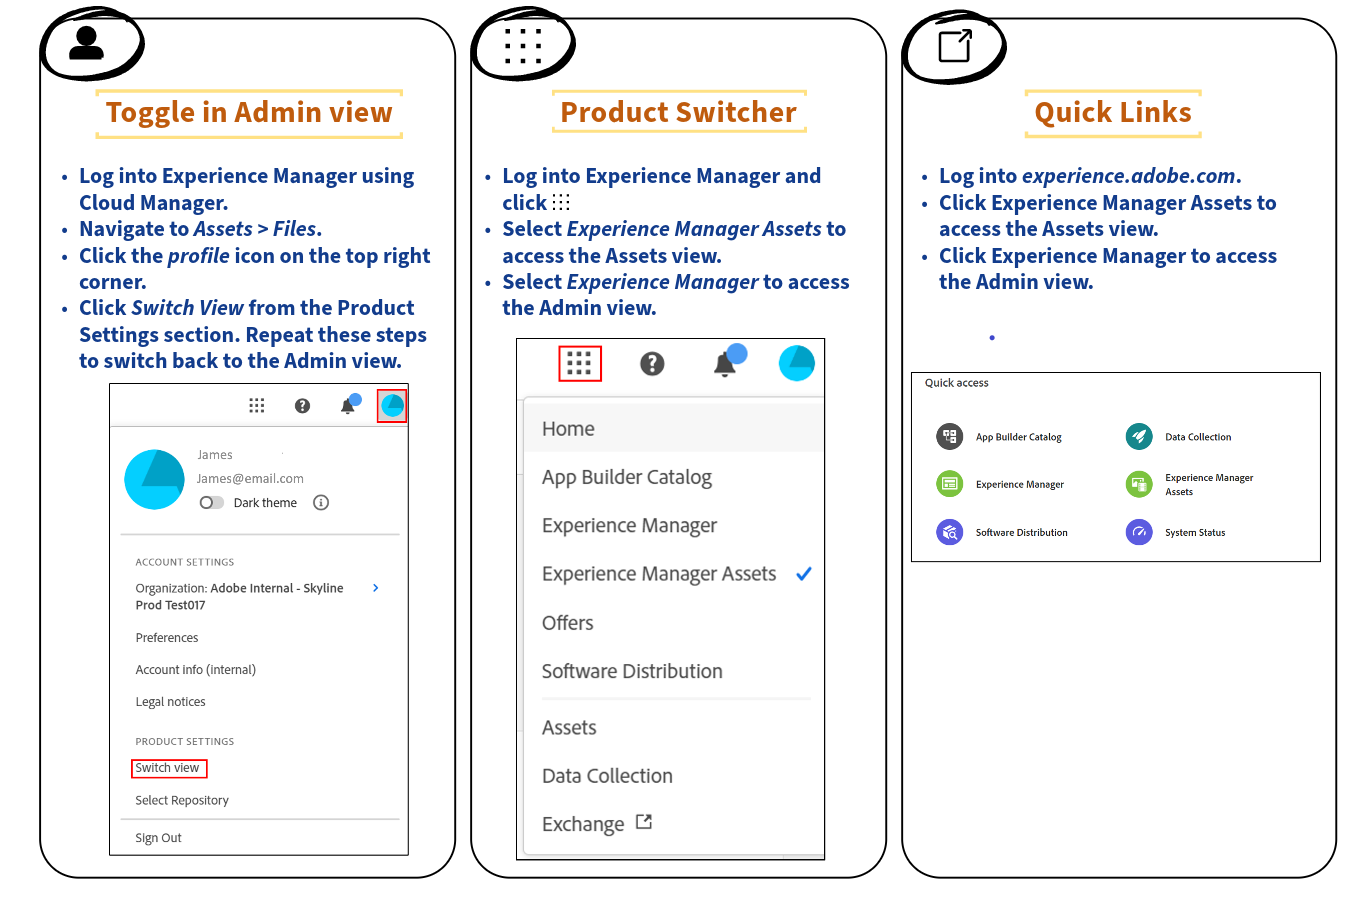 Toggle in Admin view
• Log into Experience Manager using
Cloud Manager.
• Navigate to Assets > Files.
• Click the profile icon on the top right
corner.
• Click Switch View from the Product
Settings section. Repeat these steps
to switch back to the Admin view.
James
James@email.com
Dark theme
ACCOUNT SETTINGS
Organization: Adobe Internal - Skyline
Prod Test017
Preferences
Account info (internal)
Legal notices
PRODUCT SETTINGS
Switch view
Select Repository
Sign Out
Product Switcher
• Log into Experience Manager and
click
• Select Experience Manager Assets to
access the Assets view.
• Select Experience Manager to access
the Admin view.
Home
App Builder Catalog
Experience Manager
Experience Manager Assets
Offers
Software Distribution
Assets
Data Collection
Exchange
Quick Links
• Log into experience.adobe.com.
• Click Experience Manager Assets to
access the Assets view.
• Click Experience Manager to access
the Admin view.
•
Quick access
App Builder Catalog
Data Collection
Experience Manager
Experience Manager
Assets
Software Distribution
System Status